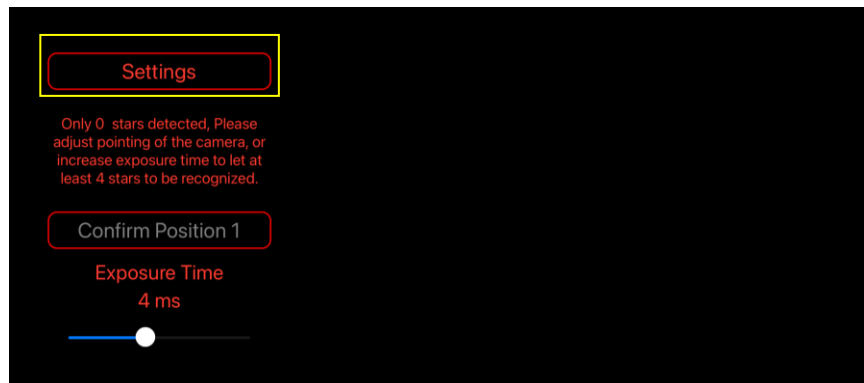 Settings
Only 0 stars detected, Please
adjust pointing of the camera, or
increase exposure time to let at
least 4 stars to be recognized.
Confirm Position 1
Exposure Time
4 ms